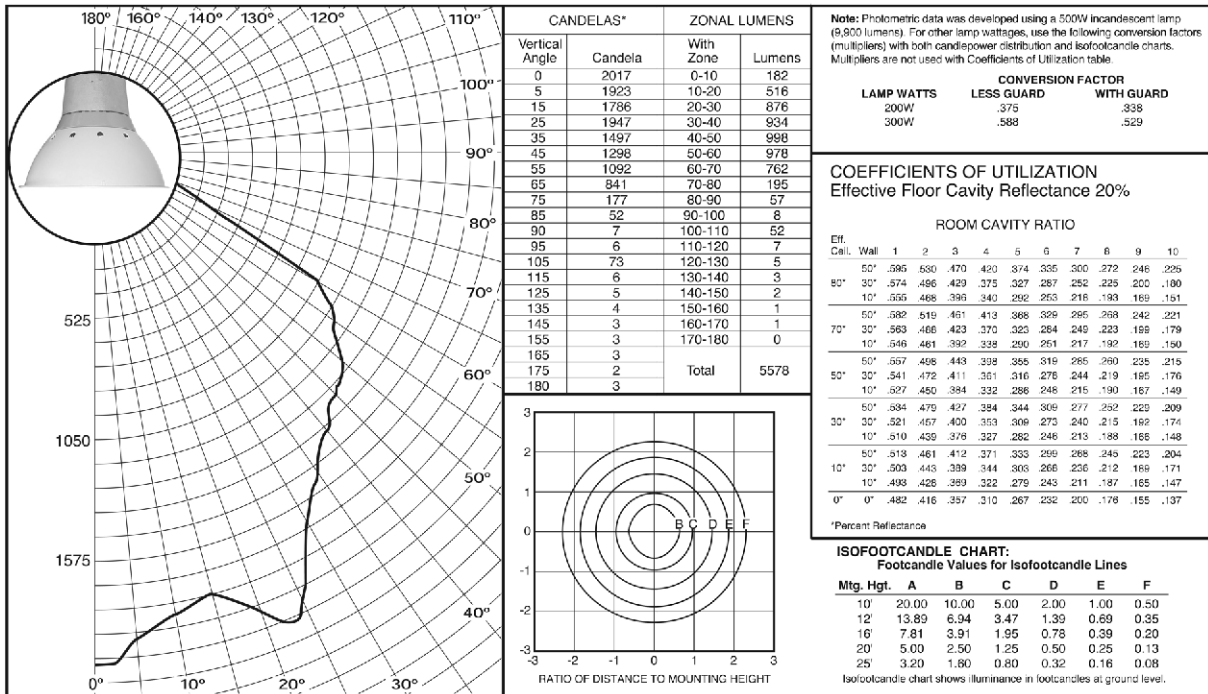 180° 160° 140° 120° 110°
100°
90°
80°
70°
60°
50°
40°
0° 20° 30°
525
1050
1575
CANDELAS* ZONAL LUMENS
Vertical Angle Candela With Zone Lumens
0 2017 0-10 182
5 1923 10-20 516
15 1786 20-30 876
25 1947 30-40 934
35 1497 40-50 998
45 1298 50-60 978
55 1092 60-70 762
65 841 70-80 195
75 177 80-90 57
85 52 90-100 8
90 7 100-110 52
95 6 110-120 7
105 73 120-130 5
115 6 130-140 3
125 5 140-150 2
135 4 150-160 1
145 3 160-170 1
155 3 170-180 0
165 3
175 2 Total 5578
180 3
3
2
1
0
-1
-2
-3
B C D E F
-3 -2 -1 0 1 2 3
RATIO OF DISTANCE TO MOUNTING HEIGHT
Note: Photometric data was developed using a 500W incandescent lamp
(9,900 lumens). For other lamp wattages, use the following conversion factors
(multipliers) with both candlepower distribution and isofootcandle charts.
Multipliers are not used with Coefficients of Utilization table.
CONVERSION FACTOR
LAMP WATTS LESS GUARD WITH GUARD
200W .375 .338
300W .588 .529
COEFFICIENTS OF UTILIZATION
Effective Floor Cavity Reflectance 20%
ROOM CAVITY RATIO
Eff.
Ceil. Wall 1 2 3 4 5 6 7 8 9 10
50* .595 .530 .470 .420 .374 .335 .300 .272 .246 .225
80* 30* .574 .496 .429 .375 .327 .287 .252 .225 .200 .180
10* .555 .468 .396 .340 .292 .253 .218 .193 .169 .151
50* .582 .519 .461 .413 .368 .329 .295 .268 .242 .221
70* 30* .563 .488 .423 .370 .323 .284 .249 .223 .199 .179
10* .546 .461 .392 .338 .290 .251 .217 .192 .169 .150
50* .557 .498 .443 .398 .355 .319 .285 .260 .235 .215
50* 30* .541 .472 .411 .361 .316 .278 .244 .219 .195 .176
10* .527 .450 .384 .332 .286 .248 .215 .190 .167 .149
50* .534 .479 .427 .384 .344 .309 .277 .252 .229 .209
30* 30* .521 .457 .400 .353 .309 .273 .240 .215 .192 .174
10* .510 .439 .376 .327 .282 .246 .213 .188 .166 .148
50* .513 .461 .412 .371 .333 .299 .268 .245 .223 .204
10* 30* .503 .443 .389 .344 .303 .268 .236 .212 .189 .171
10* .493 .428 .369 .322 .279 .243 .211 .187 .165 .147
0* 0* .482 .416 .357 .310 .267 .232 .200 .176 .155 .137
*Percent Reflectance
ISOFOOTCANDLE CHART:
Footcandle Values for Isofootcandle Lines
Mtg. Hgt. A B C D E F
10' 20.00 10.00 5.00 2.00 1.00 0.50
12' 13.89 6.94 3.47 1.39 0.69 0.35
16' 7.81 3.91 1.95 0.78 0.39 0.20
20' 5.00 2.50 1.25 0.50 0.25 0.13
25' 3.20 1.60 0.80 0.32 0.16 0.08
Isofootcandle chart shows illuminance in footcandles at ground level.